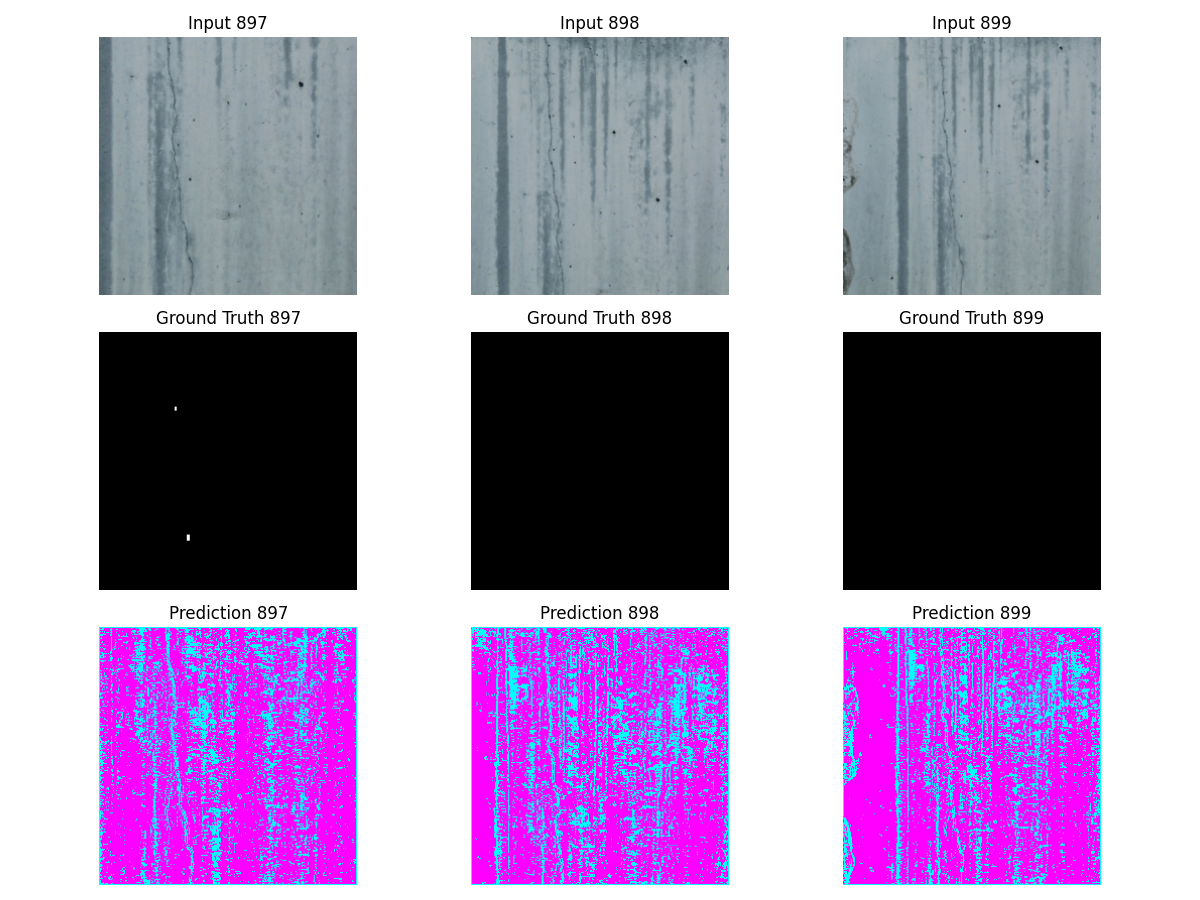 Input 897
Input 898
Input 899
Ground Truth 897
Ground Truth 898
Ground Truth 899
Prediction 897
Prediction 898
Prediction 899